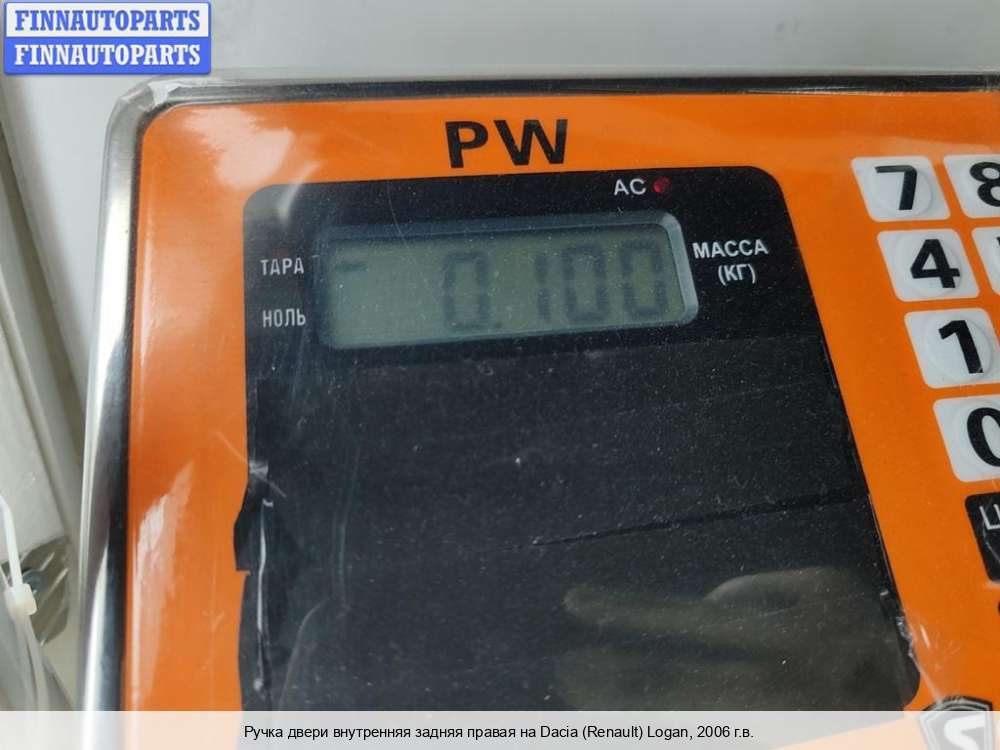 FINNAUTOPARTS
FINNAUTOPARTS
PW
AC
7 8
ТАРА 0.100 МАССА
(КГ)
4
НОЛЬ
1
0
Ручка двери внутренняя задняя правая на Dacia (Renault) Logan, 2006 г.в.